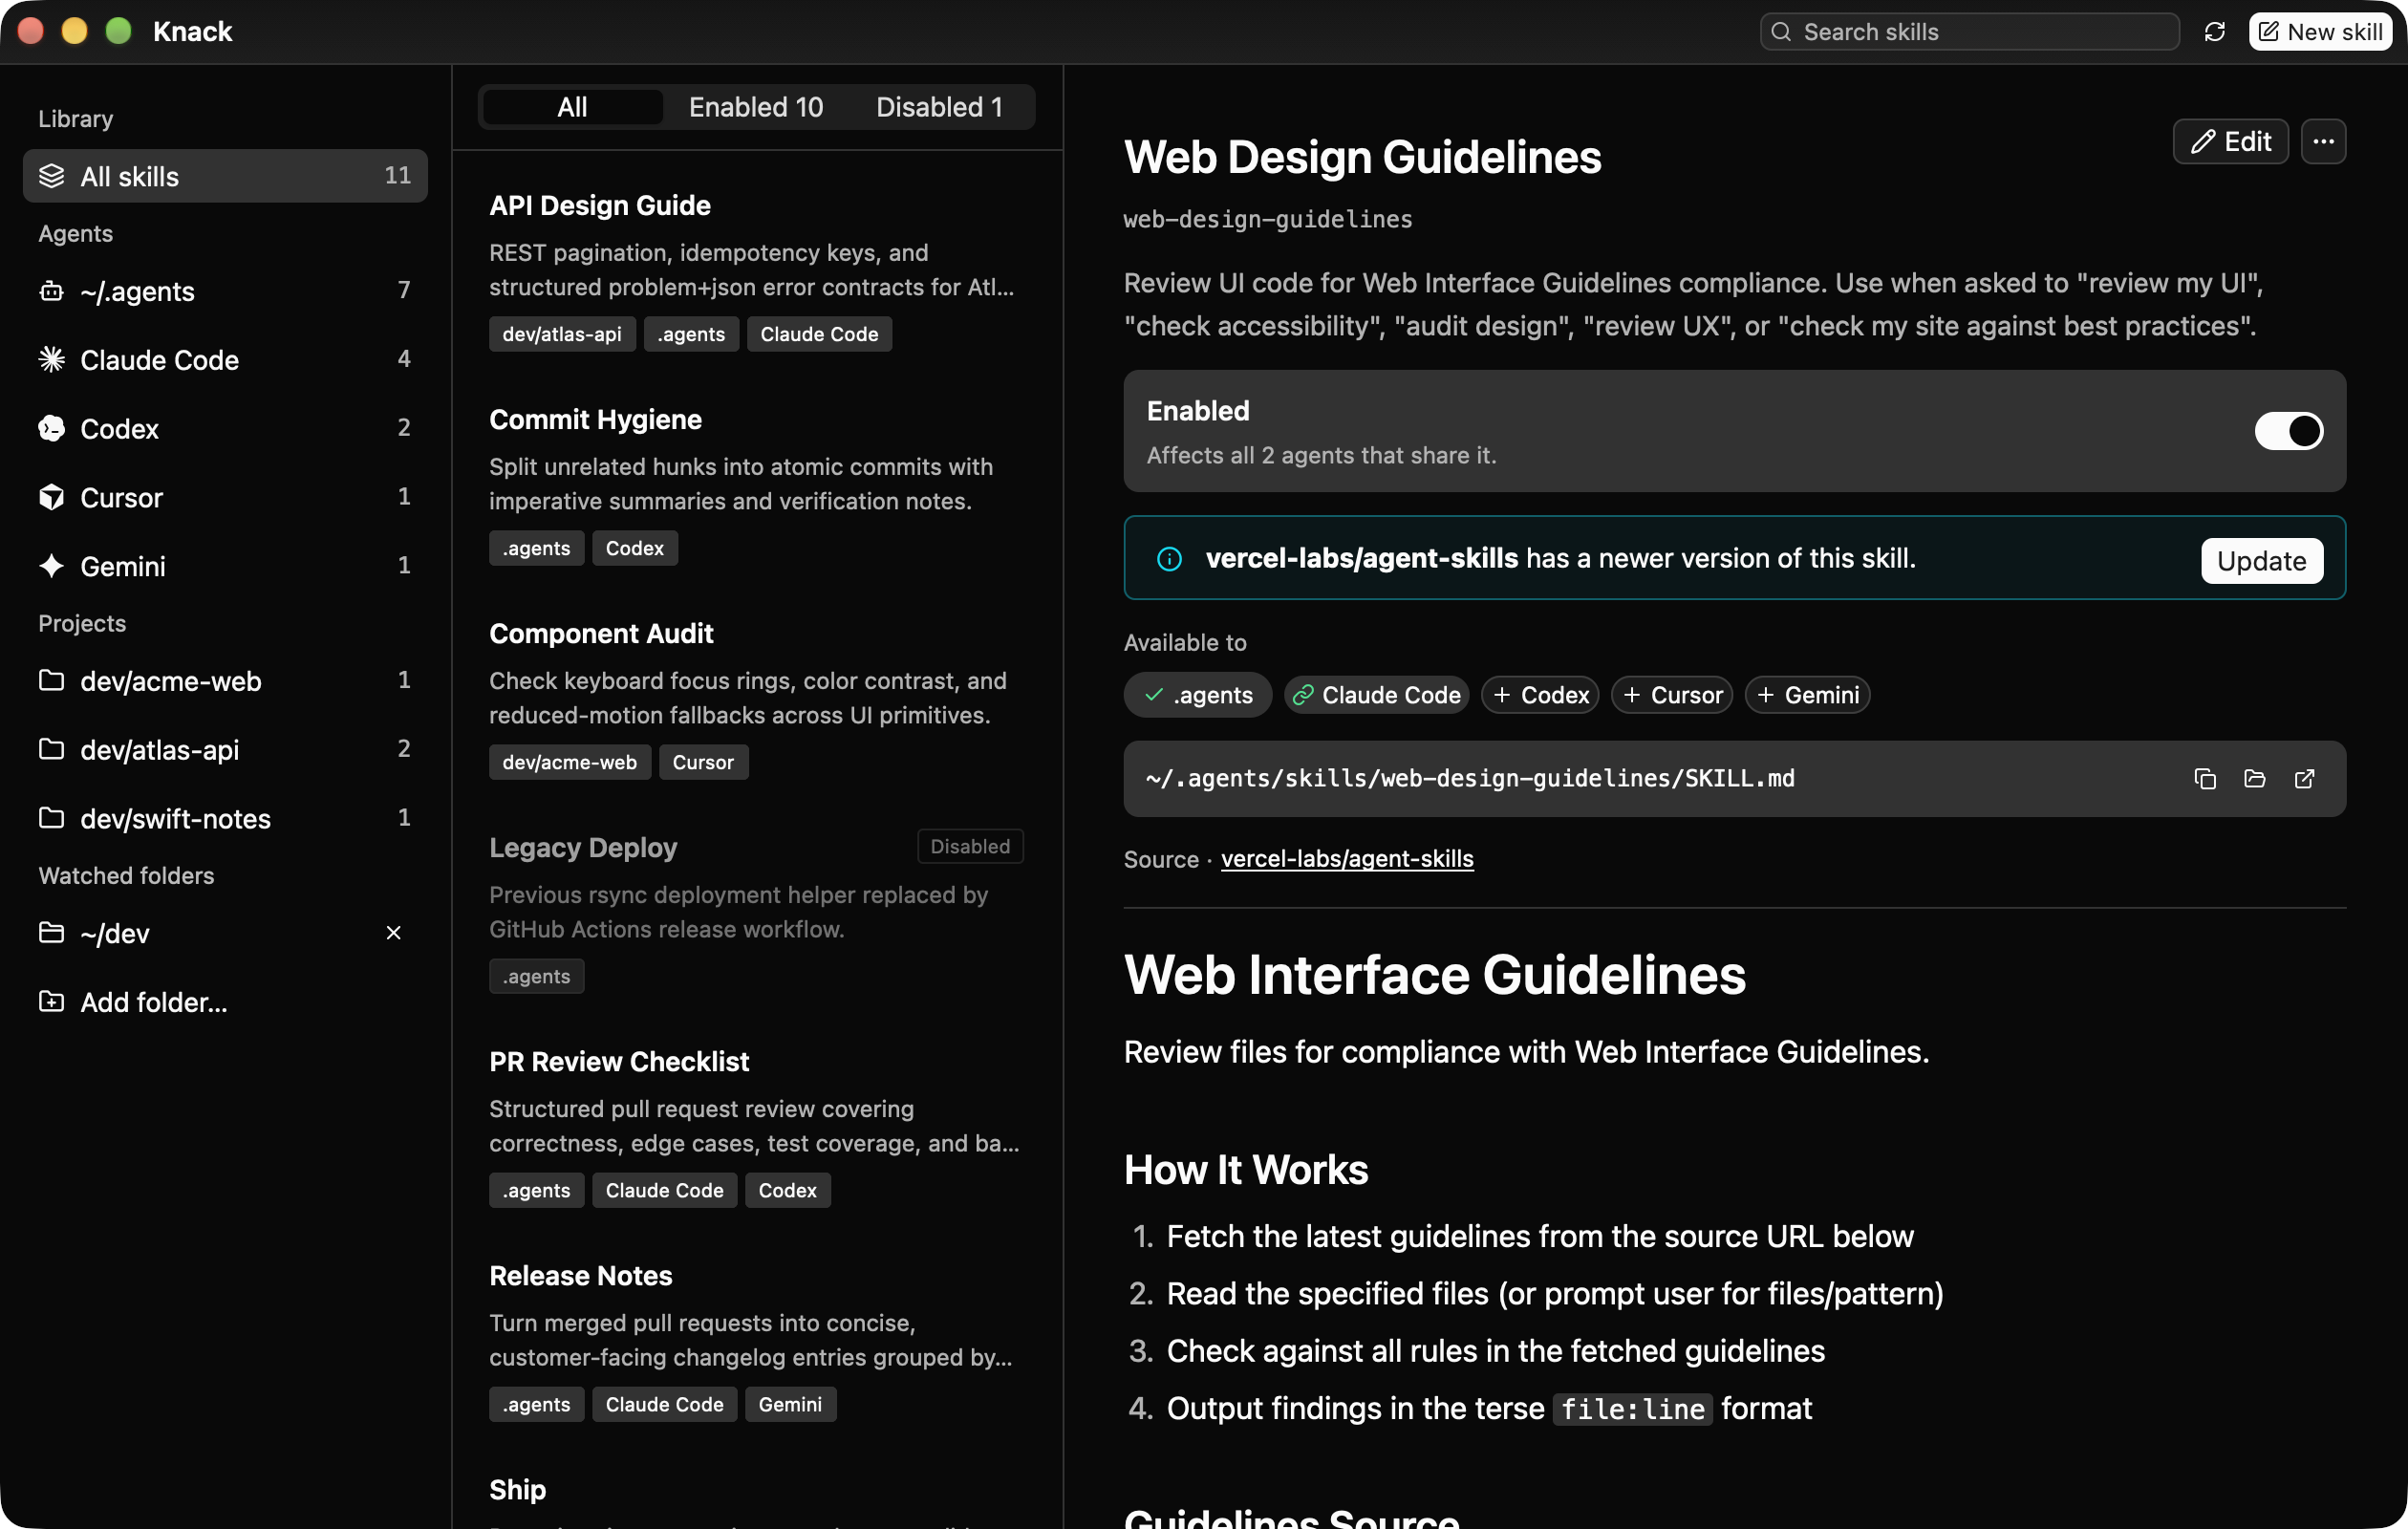 Knack
Search skills
New skill
Library
All skills 11
Agents
~/.agents 7
Claude Code 4
Codex 2
Cursor 1
Gemini 1
Projects
dev/acme-web 1
dev/atlas-api 2
dev/swift-notes 1
Watched folders
~/dev
Add folder...
All Enabled 10 Disabled 1
API Design Guide
REST pagination, idempotency keys, and
structured problem+json error contracts for Atl...
dev/atlas-api .agents Claude Code
Commit Hygiene
Split unrelated hunks into atomic commits with
imperative summaries and verification notes.
.agents Codex
Component Audit
Check keyboard focus rings, color contrast, and
reduced-motion fallbacks across UI primitives.
dev/acme-web Cursor
Legacy Deploy Disabled
Previous rsync deployment helper replaced by
GitHub Actions release workflow.
.agents
PR Review Checklist
Structured pull request review covering
correctness, edge cases, test coverage, and ba...
.agents Claude Code Codex
Release Notes
Turn merged pull requests into concise,
customer-facing changelog entries grouped by...
.agents Claude Code Gemini
Ship
Web Design Guidelines
Edit
web-design-guidelines
Review UI code for Web Interface Guidelines compliance. Use when asked to "review my UI",
"check accessibility", "audit design", "review UX", or "check my site against best practices".
Enabled
Affects all 2 agents that share it.
vercel-labs/agent-skills has a newer version of this skill.
Update
Available to
.agents Claude Code + Codex + Cursor + Gemini
~/.agents/skills/web-design-guidelines/SKILL.md
Source · vercel-labs/agent-skills
Web Interface Guidelines
Review files for compliance with Web Interface Guidelines.
How It Works
1. Fetch the latest guidelines from the source URL below
2. Read the specified files (or prompt user for files/pattern)
3. Check against all rules in the fetched guidelines
4. Output findings in the terse file:line format
Guidelines Source